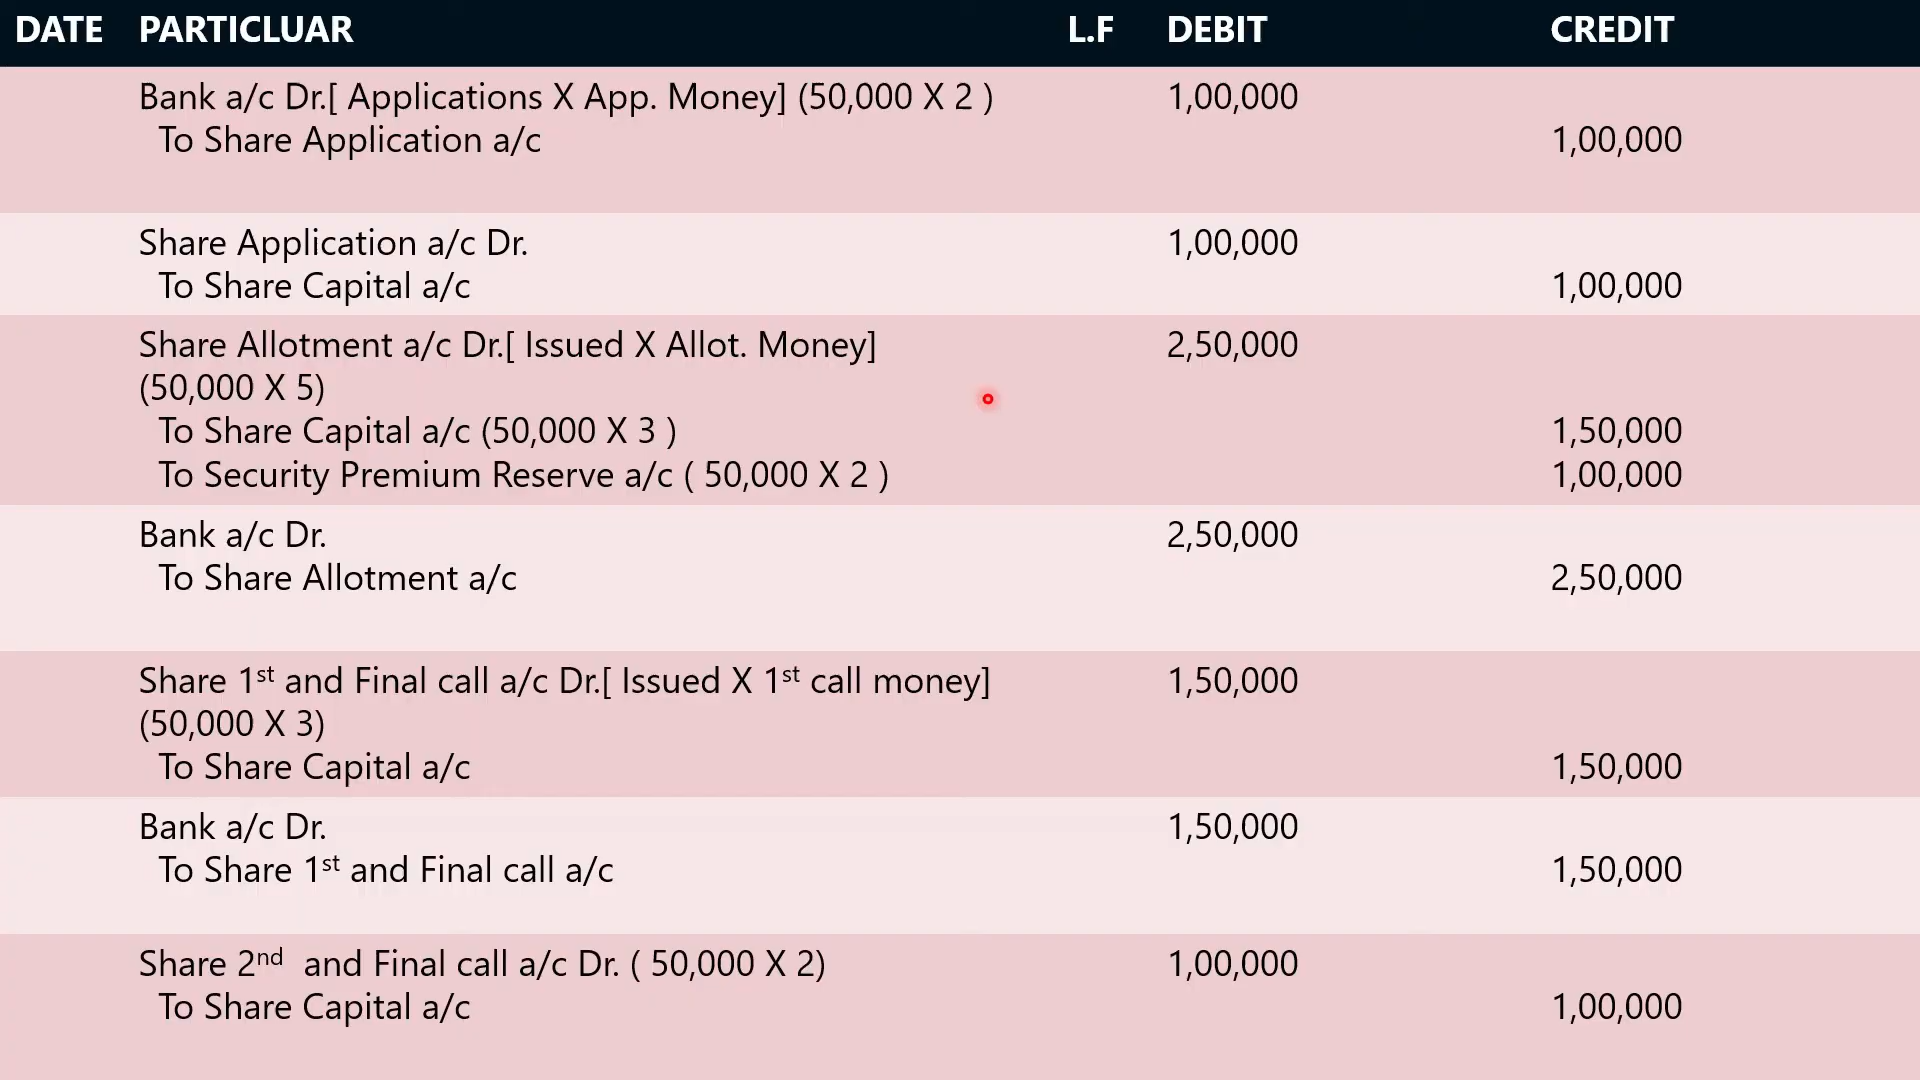 DATE PARTICLUAR L.F DEBIT CREDIT
Bank a/c Dr.[ Applications X App. Money] (50,000 X 2 ) 1,00,000
To Share Application a/c 1,00,000
Share Application a/c Dr. 1,00,000
To Share Capital a/c 1,00,000
Share Allotment a/c Dr.[ Issued X Allot. Money] 2,50,000
(50,000 X 5)
To Share Capital a/c (50,000 X 3 ) 1,50,000
To Security Premium Reserve a/c ( 50,000 X 2 ) 1,00,000
Bank a/c Dr. 2,50,000
To Share Allotment a/c 2,50,000
Share 1st and Final call a/c Dr.[ Issued X 1st call money] 1,50,000
(50,000 X 3)
To Share Capital a/c 1,50,000
Bank a/c Dr. 1,50,000
To Share 1st and Final call a/c 1,50,000
Share 2nd and Final call a/c Dr. ( 50,000 X 2) 1,00,000
To Share Capital a/c 1,00,000